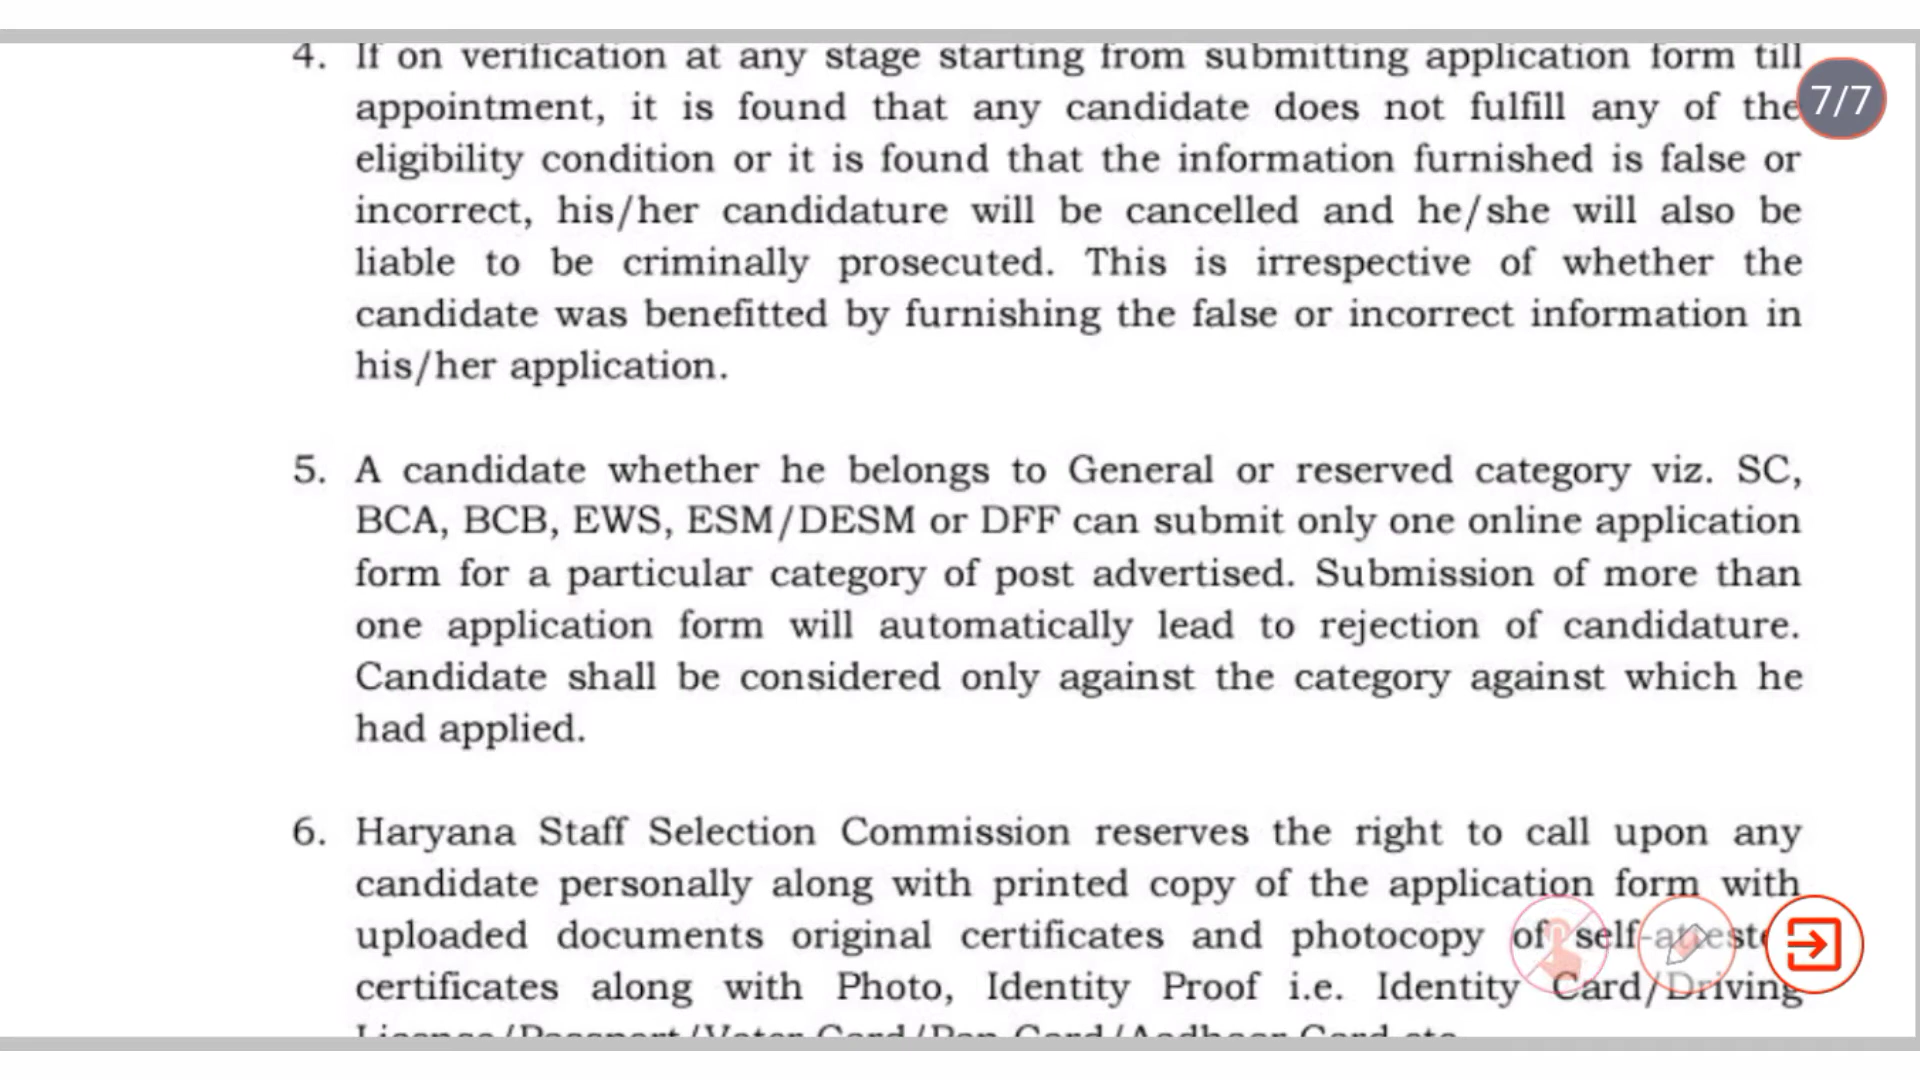 4. If on verification at any stage starting from submitting application form till
appointment, it is found that any candidate does not fulfill any of the
7/7
eligibility condition or it is found that the information furnished is false or
incorrect, his/her candidature will be cancelled and he/she will also be
liable to be criminally prosecuted. This is irrespective of whether the
candidate was benefitted by furnishing the false or incorrect information in
his/her application.
5. A candidate whether he belongs to General or reserved category viz. SC,
BCA, BCB, EWS, ESM/DESM or DFF can submit only one online application
form for a particular category of post advertised. Submission of more than
one application form will automatically lead to rejection of candidature.
Candidate shall be considered only against the category against which he
had applied.
6. Haryana Staff Selection Commission reserves the right to call upon any
candidate personally along with printed copy of the application form with
uploaded documents original certificates and photocopy of
certificates along with Photo, Identity Proof i.e. Identity Card/Driving
License/Passport/Voter Card/Pan Card/Aadhaar Card etc.